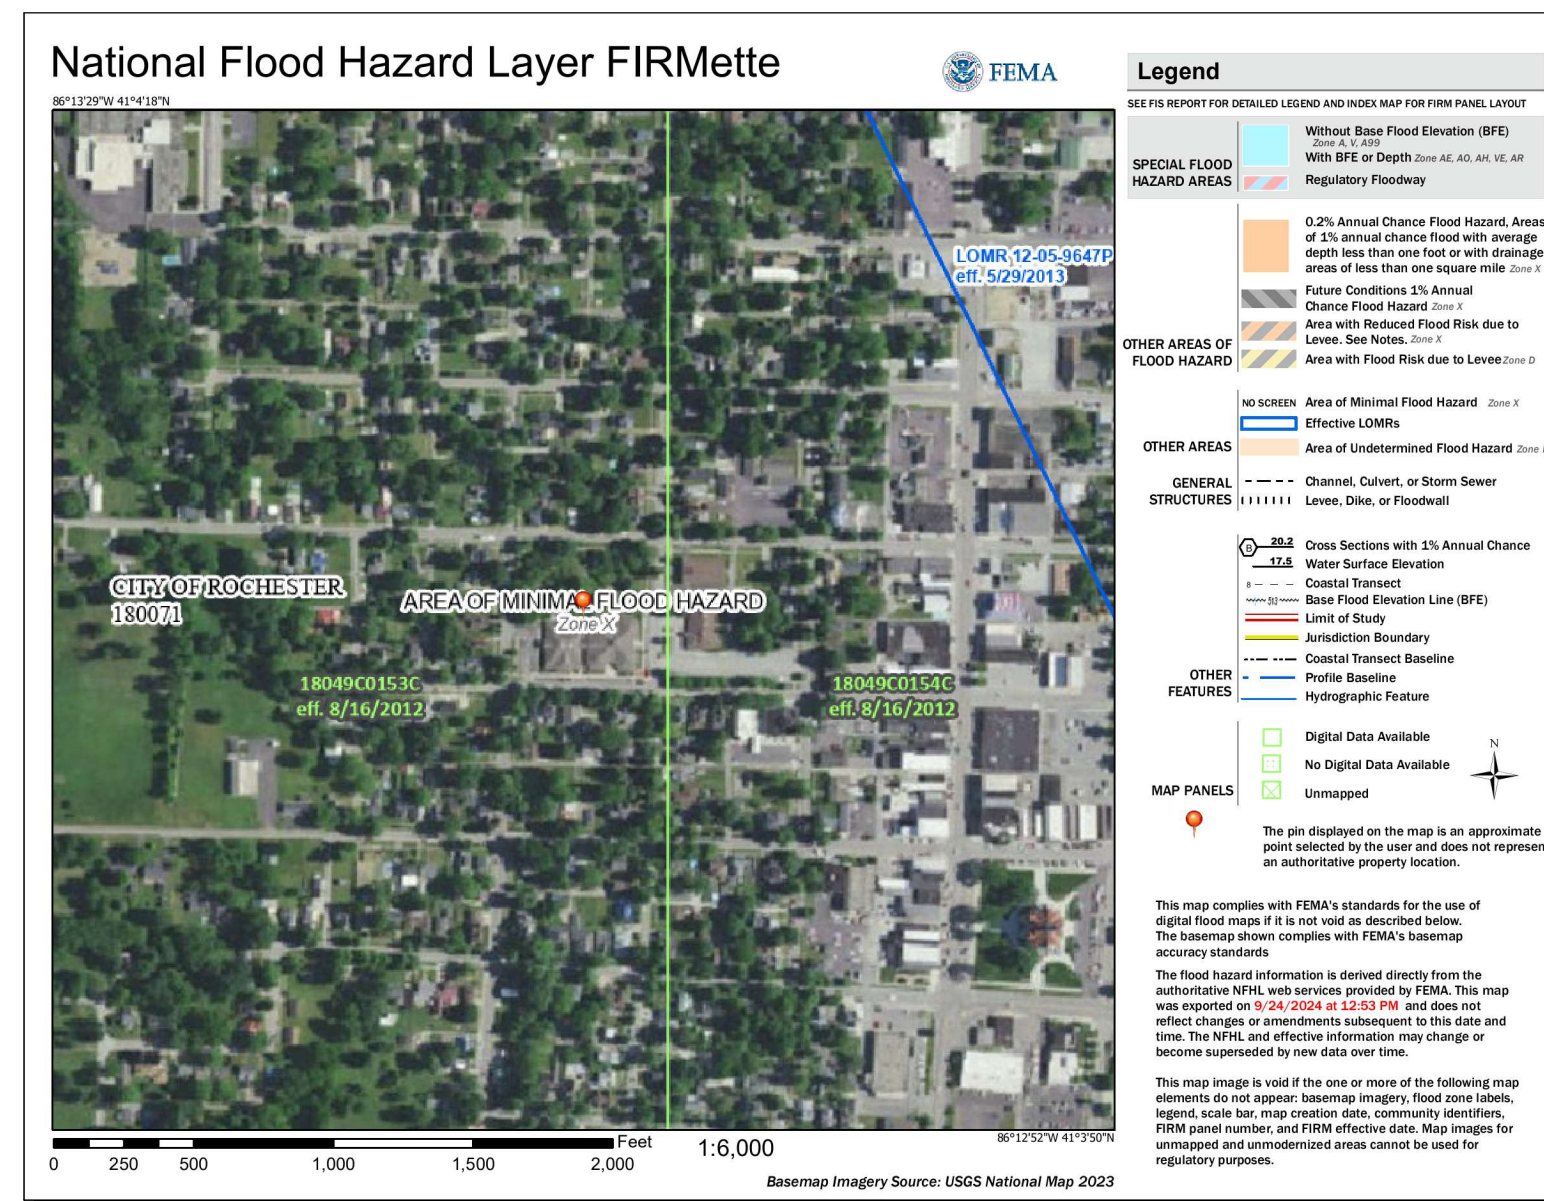 National Flood Hazard Layer FIRMette
FEMA
86°13'29"W 41°4'18"N
LOMR 12-05-9647P
eff. 5/29/2013
CITY OF ROCHESTER
180071
AREA OF MINIMAL FLOOD HAZARD
Zone X
18049C0153C
eff. 8/16/2012
18049C0154C
eff. 8/16/2012
86°12'52"W 41°3'50"N
Feet
0 250 500 1,000 1,500 2,000
1:6,000
Basemap Imagery Source: USGS National Map 2023
Legend
SEE FIS REPORT FOR DETAILED LEGEND AND INDEX MAP FOR FIRM PANEL LAYOUT
SPECIAL FLOOD
HAZARD AREAS
Without Base Flood Elevation (BFE)
Zone A, V, A99
With BFE or Depth Zone AE, AO, AH, VE, AR
Regulatory Floodway
0.2% Annual Chance Flood Hazard, Areas
of 1% annual chance flood with average
depth less than one foot or with drainage
areas of less than one square mile Zone X
Future Conditions 1% Annual
Chance Flood Hazard Zone X
Area with Reduced Flood Risk due to
Levee. See Notes. Zone X
Area with Flood Risk due to Levee Zone D
OTHER AREAS OF
FLOOD HAZARD
NO SCREEN Area of Minimal Flood Hazard Zone X
Effective LOMRs
OTHER AREAS
Area of Undetermined Flood Hazard Zone
GENERAL
STRUCTURES
Channel, Culvert, or Storm Sewer
Levee, Dike, or Floodwall
B 20.2 Cross Sections with 1% Annual Chance
17.5 Water Surface Elevation
8 Coastal Transect
513 Base Flood Elevation Line (BFE)
Limit of Study
Jurisdiction Boundary
Coastal Transect Baseline
OTHER
FEATURES
Profile Baseline
Hydrographic Feature
Digital Data Available
No Digital Data Available
Unmapped
MAP PANELS
N
The pin displayed on the map is an approximate
point selected by the user and does not represen
an authoritative property location.
This map complies with FEMA's standards for the use of
digital flood maps if it is not void as described below.
The basemap shown complies with FEMA's basemap
accuracy standards
The flood hazard information is derived directly from the
authoritative NFHL web services provided by FEMA. This map
was exported on 9/24/2024 at 12:53 PM and does not
reflect changes or amendments subsequent to this date and
time. The NFHL and effective information may change or
become superseded by new data over time.
This map image is void if the one or more of the following map
elements do not appear: basemap imagery, flood zone labels,
legend, scale bar, map creation date, community identifiers,
FIRM panel number, and FIRM effective date. Map images for
unmapped and unmodernized areas cannot be used for
regulatory purposes.